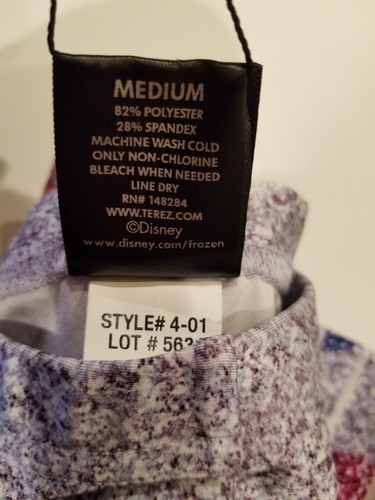 MEDIUM
82% POLYESTER
28% SPANDEX
MACHINE WASH COLD
ONLY NON-CHLORINE
BLEACH WHEN NEEDED
LINE DRY
RN# 148284
WWW.TEREZ.COM
©Disney
www.disney.com/frozen
STYLE# 4-01
LOT # 563